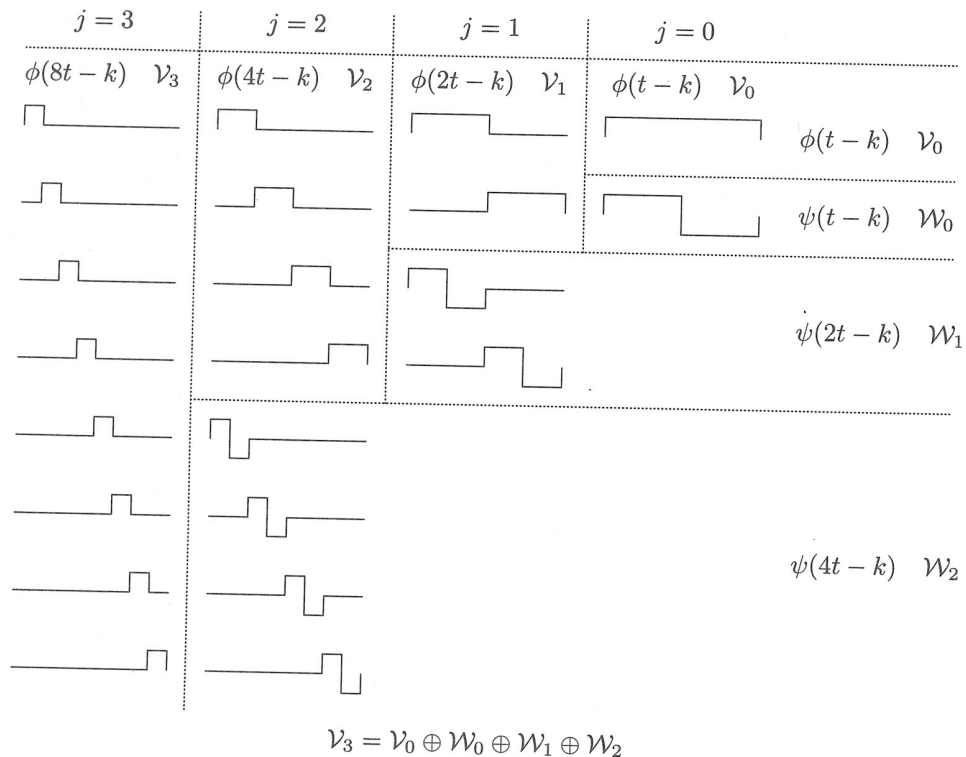 j = 3 j = 2 j = 1 j = 0
ϕ(8t − k) 𝒱₃ ϕ(4t − k) 𝒱₂ ϕ(2t − k) 𝒱₁ ϕ(t − k) 𝒱₀
ϕ(t − k) 𝒱₀
ψ(t − k) 𝒲₀
ψ(2t − k) 𝒲₁
ψ(4t − k) 𝒲₂
𝒱₃ = 𝒱₀ ⊕ 𝒲₀ ⊕ 𝒲₁ ⊕ 𝒲₂